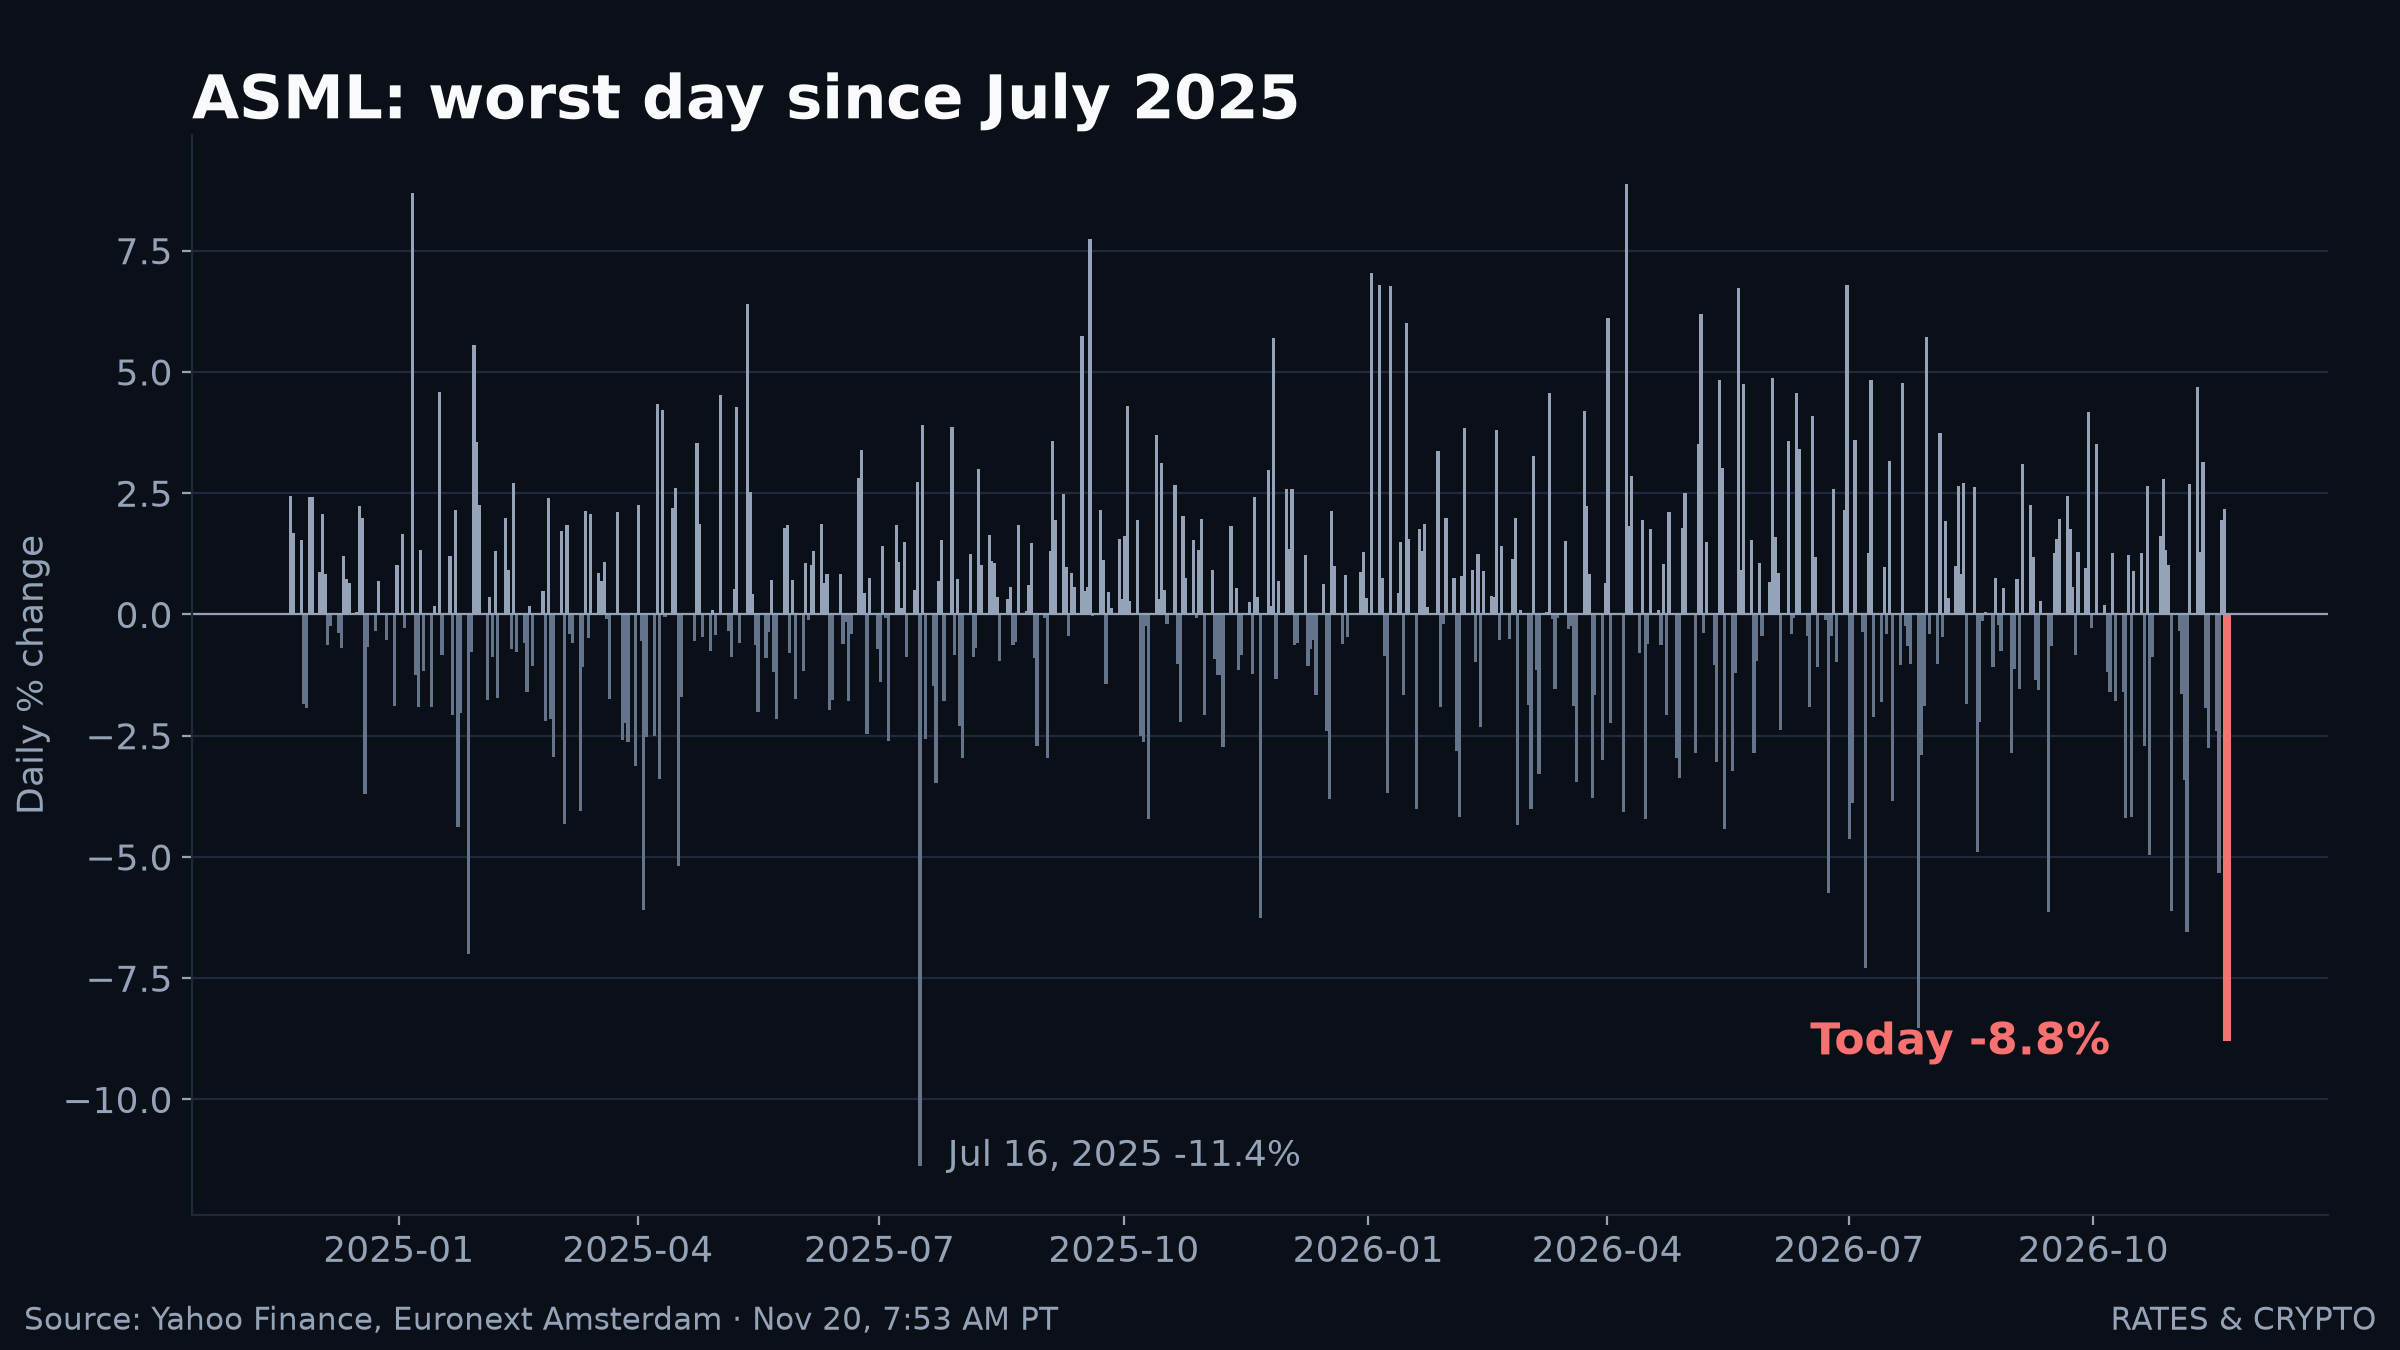 ASML: worst day since July 2025
Daily % change
7.5
5.0
2.5
0.0
−2.5
−5.0
−7.5
−10.0
Today -8.8%
Jul 16, 2025 -11.4%
2025-01 2025-04 2025-07 2025-10 2026-01 2026-04 2026-07 2026-10
Source: Yahoo Finance, Euronext Amsterdam · Nov 20, 7:53 AM PT
RATES & CRYPTO